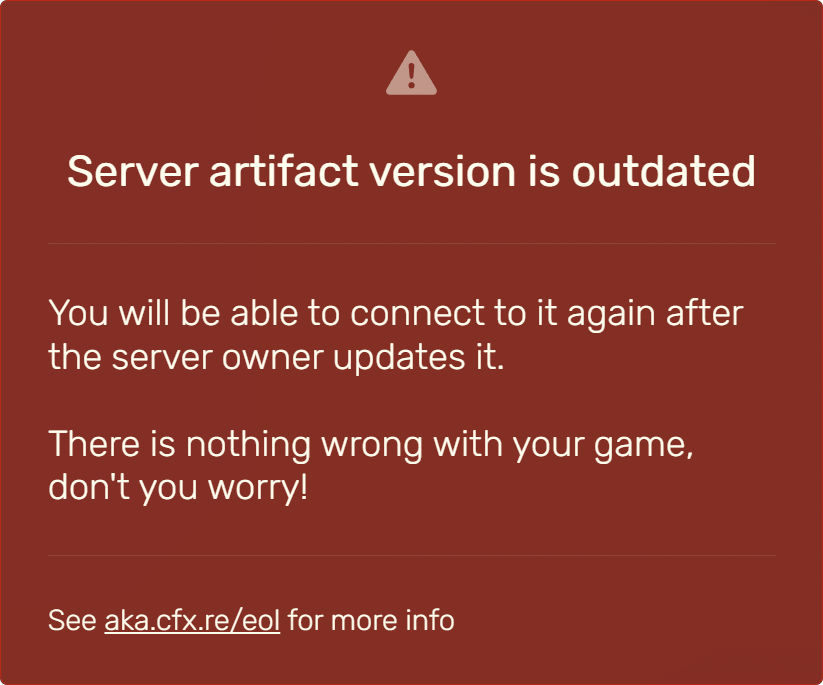 Server artifact version is outdated
You will be able to connect to it again after
the server owner updates it.
There is nothing wrong with your game,
don't you worry!
See aka.cfx.re/eol for more info